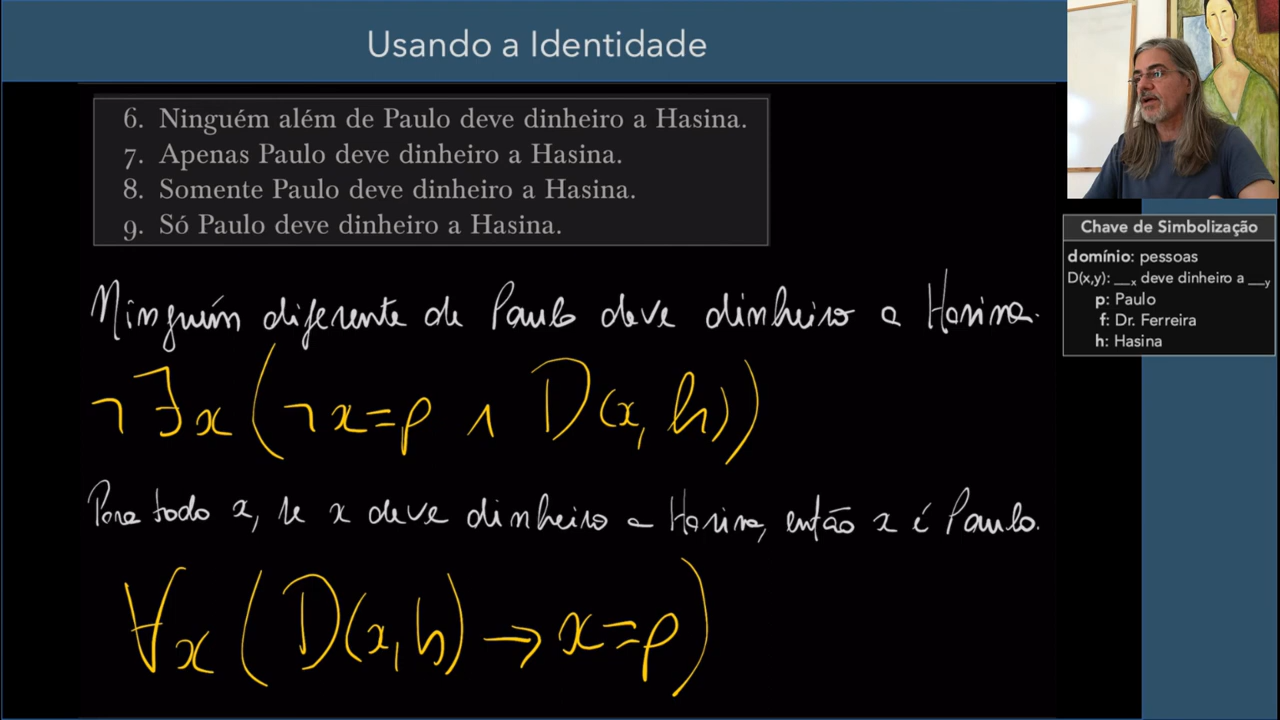 Usando a Identidade
6. Ninguém além de Paulo deve dinheiro a Hasina.
7. Apenas Paulo deve dinheiro a Hasina.
8. Somente Paulo deve dinheiro a Hasina.
9. Só Paulo deve dinheiro a Hasina.
Ninguém diferente de Paulo deve dinheiro a Hasina.
¬∃x(¬x=p ∧ D(x,h))
Para todo x, se x deve dinheiro a Hasina, então x é Paulo.
∀x(D(x,h) → x=p)
Chave de Simbolização
domínio: pessoas
D(x,y): __x deve dinheiro a __y
p: Paulo
f: Dr. Ferreira
h: Hasina